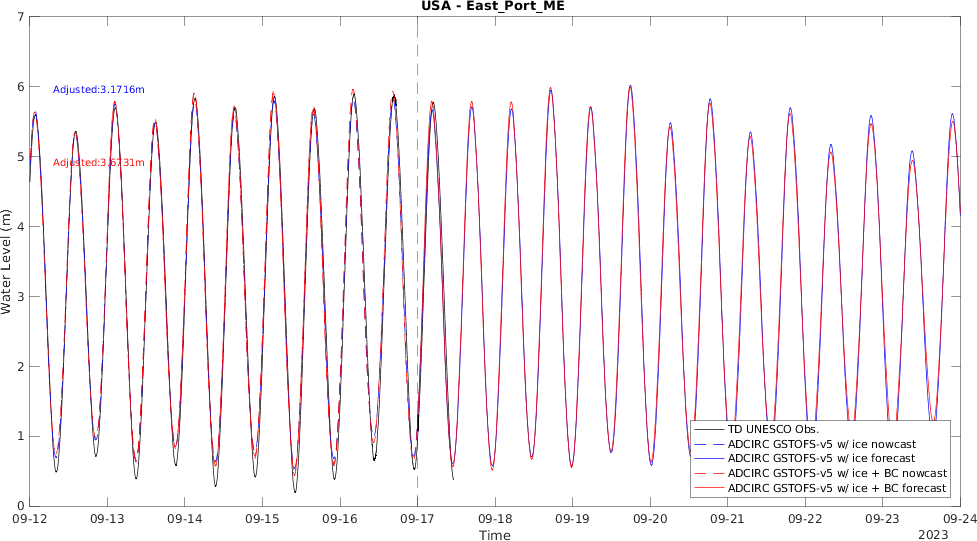 USA - East_Port_ME
7
6
5
4
3
2
1
0
Water Level (m)
Adjusted:3.1716m
Adjusted:3.6731m
TD UNESCO Obs.
ADCIRC GSTOFS-v5 w/ ice nowcast
ADCIRC GSTOFS-v5 w/ ice forecast
ADCIRC GSTOFS-v5 w/ ice + BC nowcast
ADCIRC GSTOFS-v5 w/ ice + BC forecast
09-12 09-13 09-14 09-15 09-16 09-17 09-18 09-19 09-20 09-21 09-22 09-23 09-24
Time
2023